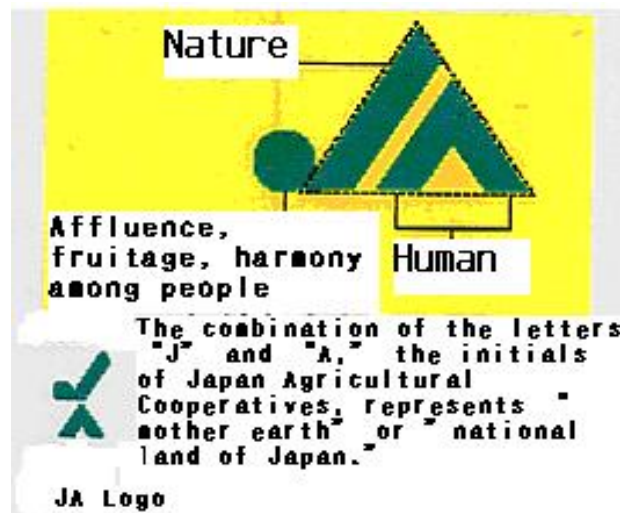 Nature
Affluence,
fruitage, harmony
among people
Human
The combination of the letters
"J" and "A," the initials
of Japan Agricultural
Cooperatives, represents "
mother earth" or " national
land of Japan."
JA Logo